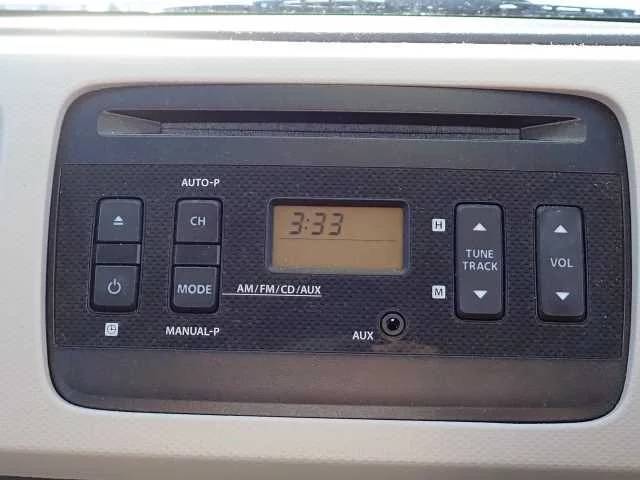 AUTO-P
CH
3:33
H
TUNE
TRACK
VOL
MODE
AM/FM/CD/AUX
M
MANUAL-P
AUX